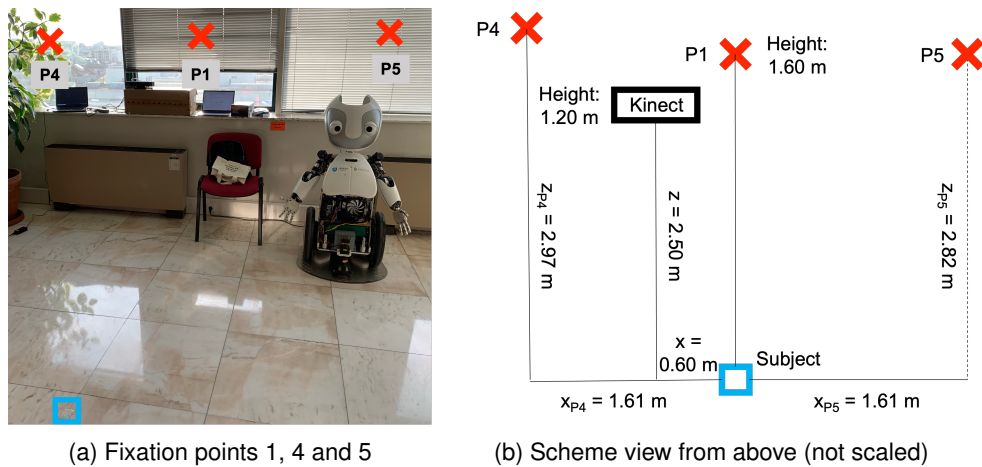 P4
P1
P5
P4
P1
Height:
1.60 m
P5
Height:
1.20 m
Kinect
zP4 = 2.97 m
z = 2.50 m
zP5 = 2.82 m
x =
0.60 m
Subject
xP4 = 1.61 m
xP5 = 1.61 m
(a) Fixation points 1, 4 and 5
(b) Scheme view from above (not scaled)